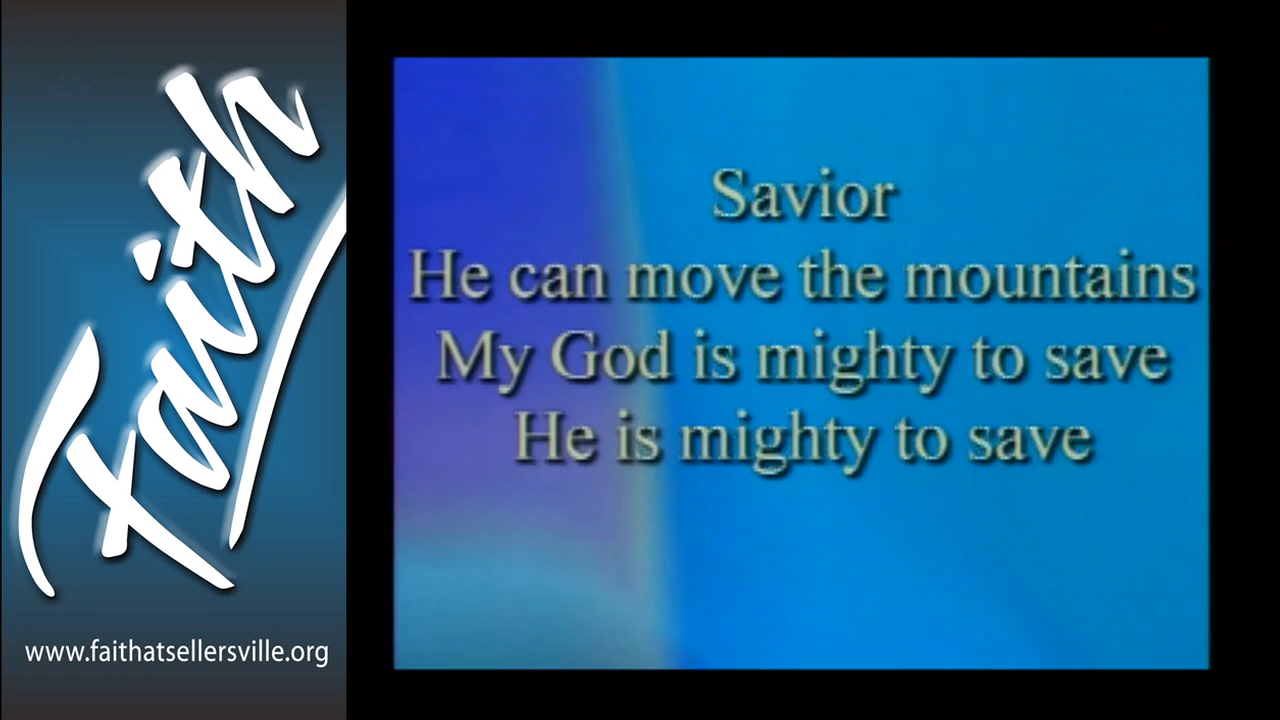 Faith
www.faithatsellersville.org
Savior
He can move the mountains
My God is mighty to save
He is mighty to save